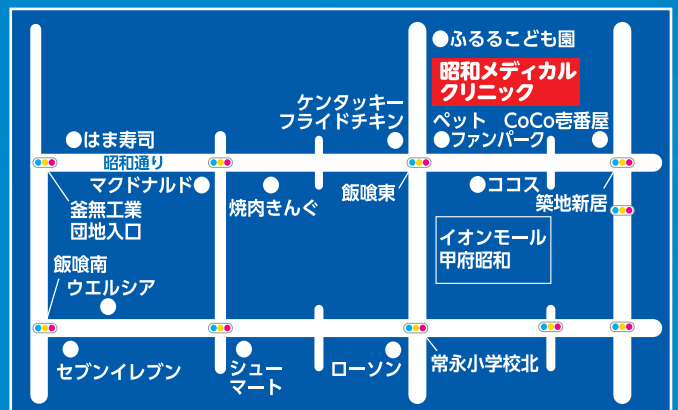 ふるるこども園
昭和メディカル
クリニック
ケンタッキー
フライドチキン
ペット
ファンパーク
CoCo壱番屋
はま寿司
昭和通り
マクドナルド
焼肉きんぐ
飯喰東
ココス
築地新居
釜無工業
団地入口
イオンモール
甲府昭和
飯喰南
ウエルシア
セブンイレブン
シュー
マート
ローソン
常永小学校北